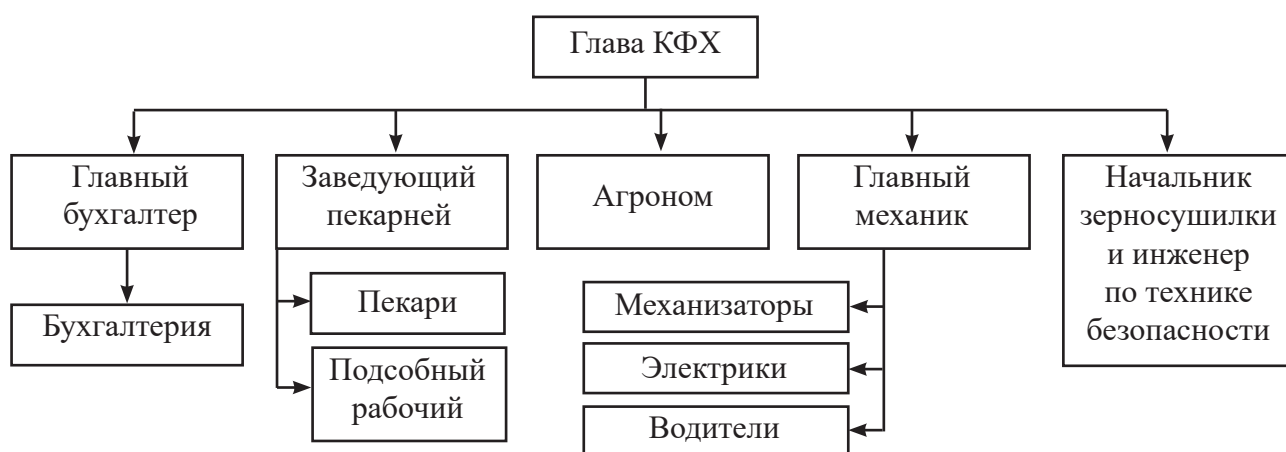 Глава КФХ
Главный
бухгалтер
Заведующий
пекарней
Агроном
Главный
механик
Начальник
зерносушилки
и инженер
по технике
безопасности
Бухгалтерия
Пекари
Подсобный
рабочий
Механизаторы
Электрики
Водители